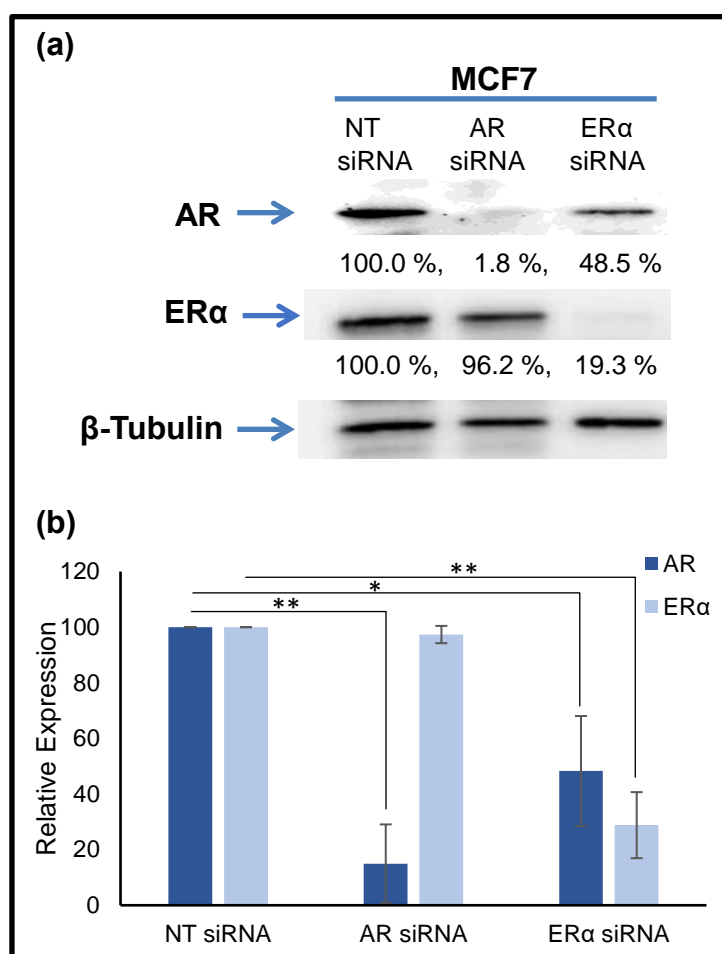 (a)
MCF7
NT AR ERα
siRNA siRNA siRNA
AR
100.0 %, 1.8 %, 48.5 %
ERα
100.0 %, 96.2 %, 19.3 %
β-Tubulin
(b)
120
100
80
60
40
20
0
Relative Expression
** * **
AR
ERα
NT siRNA AR siRNA ERα siRNA